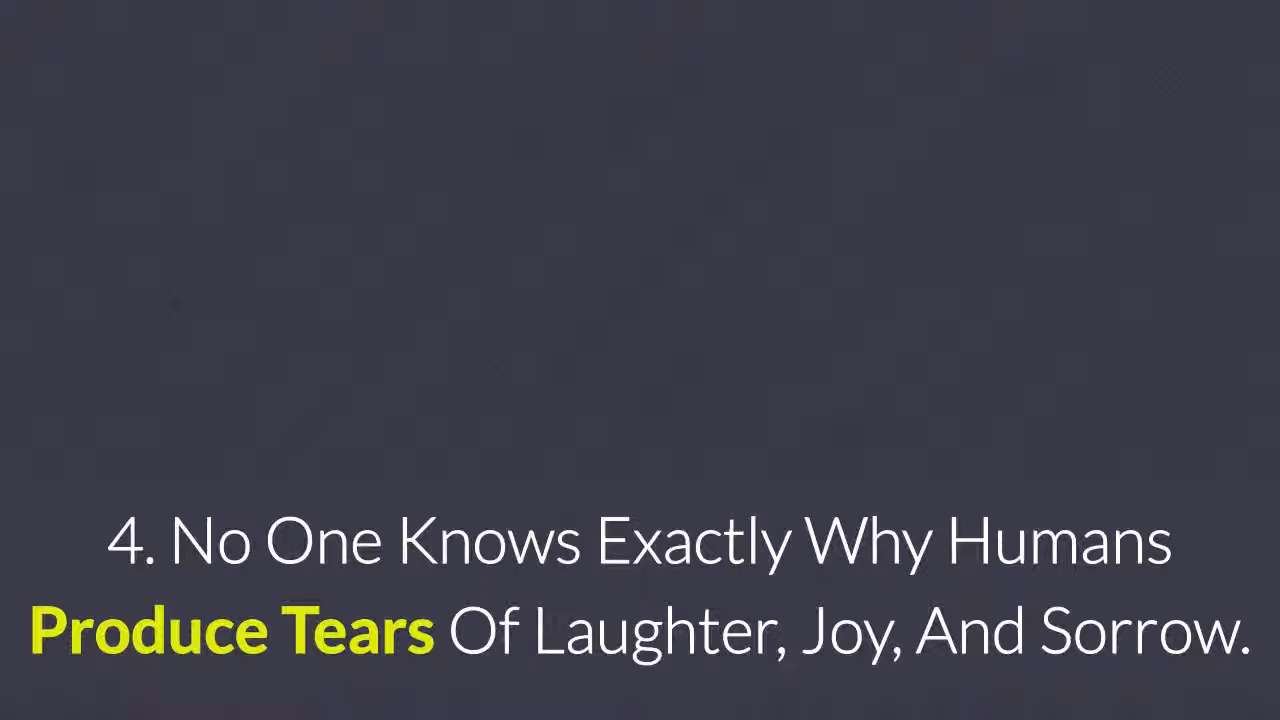 4. No One Knows Exactly Why Humans
Produce Tears Of Laughter, Joy, And Sorrow.